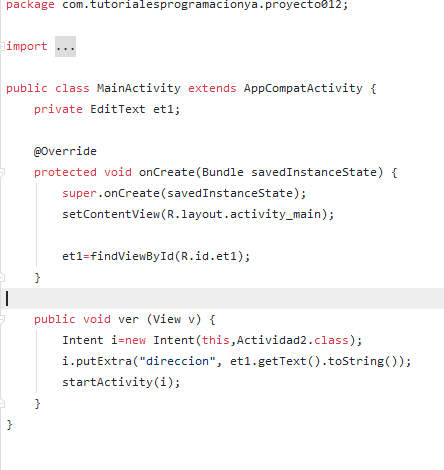 package com.tutorialesprogramacionya.proyecto012;
import ...
public class MainActivity extends AppCompatActivity {
private EditText et1;
@Override
protected void onCreate(Bundle savedInstanceState) {
super.onCreate(savedInstanceState);
setContentView(R.layout.activity_main);
et1=findViewById(R.id.et1);
}
public void ver (View v) {
Intent i=new Intent(this,Actividad2.class);
i.putExtra("direccion", et1.getText().toString());
startActivity(i);
}
}